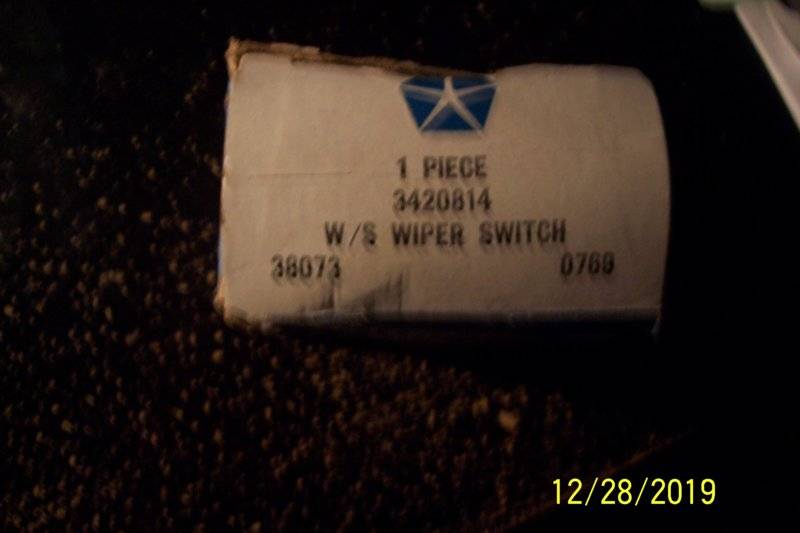 1 PIECE
3420814
W/S WIPER SWITCH
38073 0769
12/28/2019